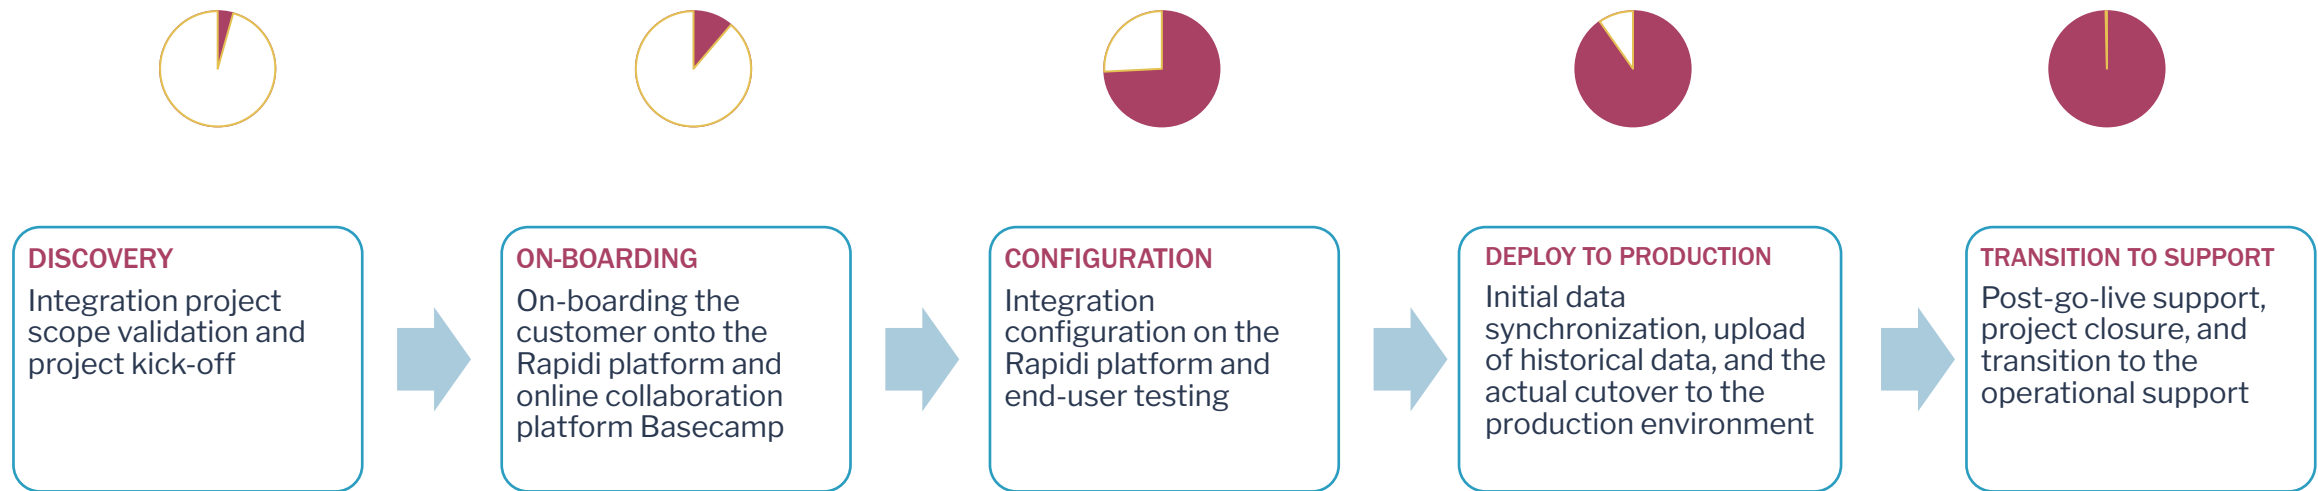 DISCOVERY
Integration project
scope validation and
project kick-off
ON-BOARDING
On-boarding the
customer onto the
Rapidi platform and
online collaboration
platform Basecamp
CONFIGURATION
Integration
configuration on the
Rapidi platform and
end-user testing
DEPLOY TO PRODUCTION
Initial data
synchronization, upload
of historical data, and the
actual cutover to the
production environment
TRANSITION TO SUPPORT
Post-go-live support,
project closure, and
transition to the
operational support